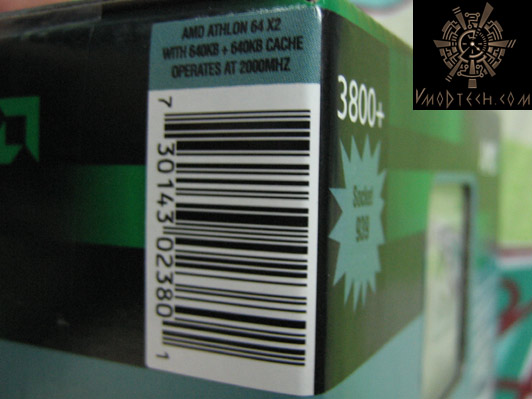 AMD ATHLON 64 X2
WITH 640KB + 640KB CACHE
OPERATES AT 2000MHZ
7 30143 02380 1
3800+
Socket
939
VmoDtech.com